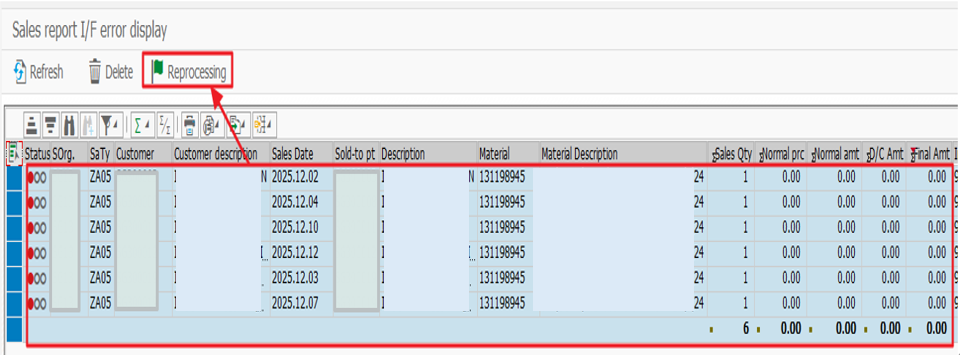 Sales report I/F error display
Refresh Delete Reprocessing
Status SOrg. SaTy Customer Customer description Sales Date Sold-to pt Description Material Material Description Sales Qty Normal prc Normal amt D/C Amt Final Amt
ZA05 I N 2025.12.02 I N 131198945 24 1 0.00 0.00 0.00 0.00
ZA05 I 2025.12.04 I 131198945 24 1 0.00 0.00 0.00 0.00
ZA05 I 2025.12.10 I 131198945 24 1 0.00 0.00 0.00 0.00
ZA05 I 2025.12.12 I 131198945 24 1 0.00 0.00 0.00 0.00
ZA05 I 2025.12.03 I 131198945 24 1 0.00 0.00 0.00 0.00
ZA05 I 2025.12.07 I 131198945 24 1 0.00 0.00 0.00 0.00
6 0.00 0.00 0.00 0.00